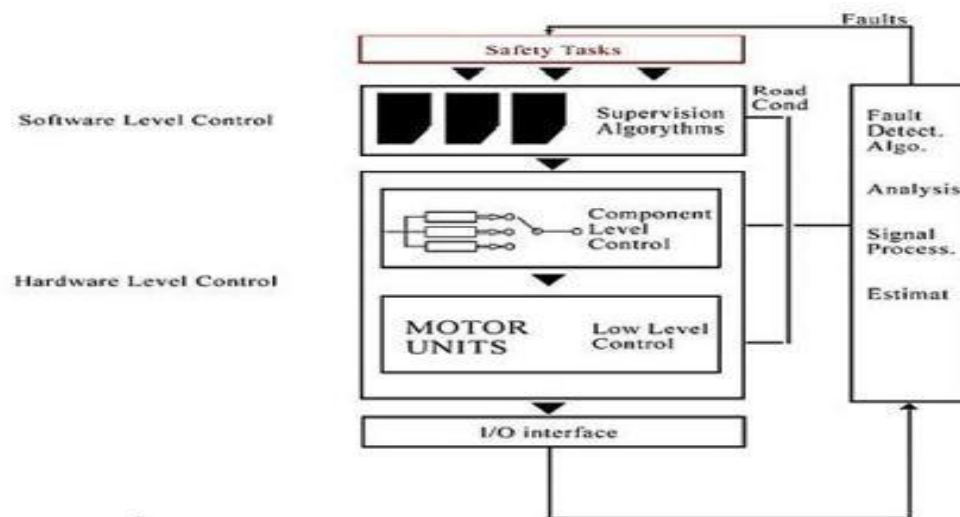 Faults
Safety Tasks
Road
Cond
Software Level Control
Supervision
Algorythms
Fault
Detect.
Algo.
Analysis
Signal
Process.
Estimat
Component
Level
Control
Hardware Level Control
MOTOR
UNITS
Low Level
Control
I/O interface